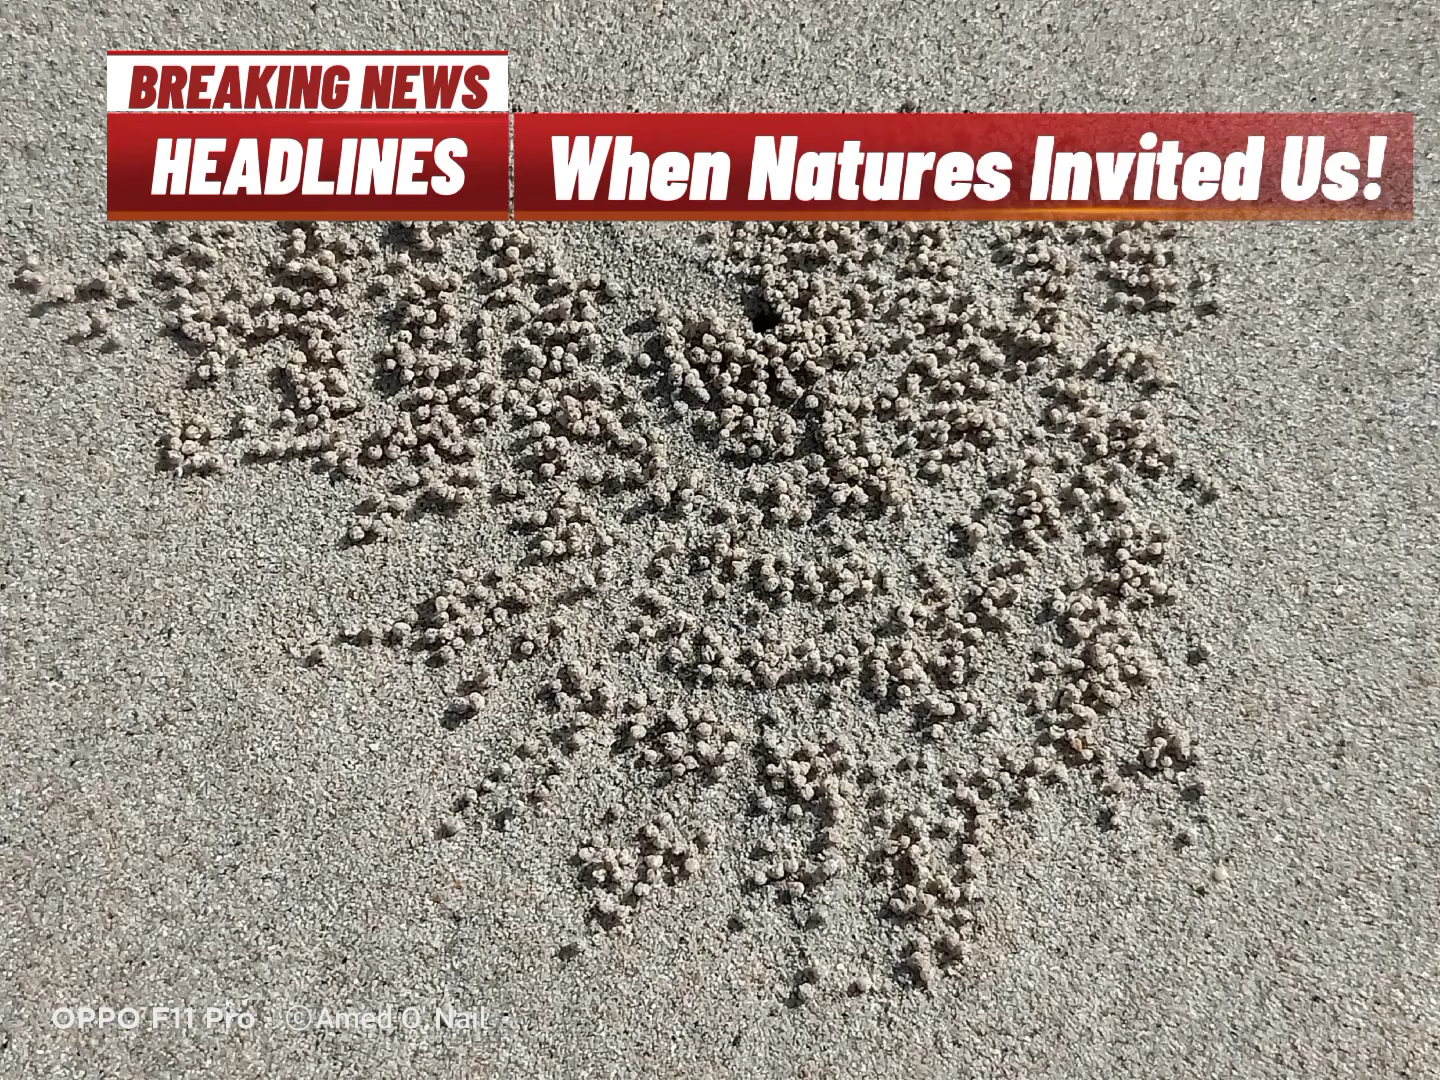 BREAKING NEWS
HEADLINES
When Natures Invited Us!
OPPO F11 Pro ©Amed O, Nail